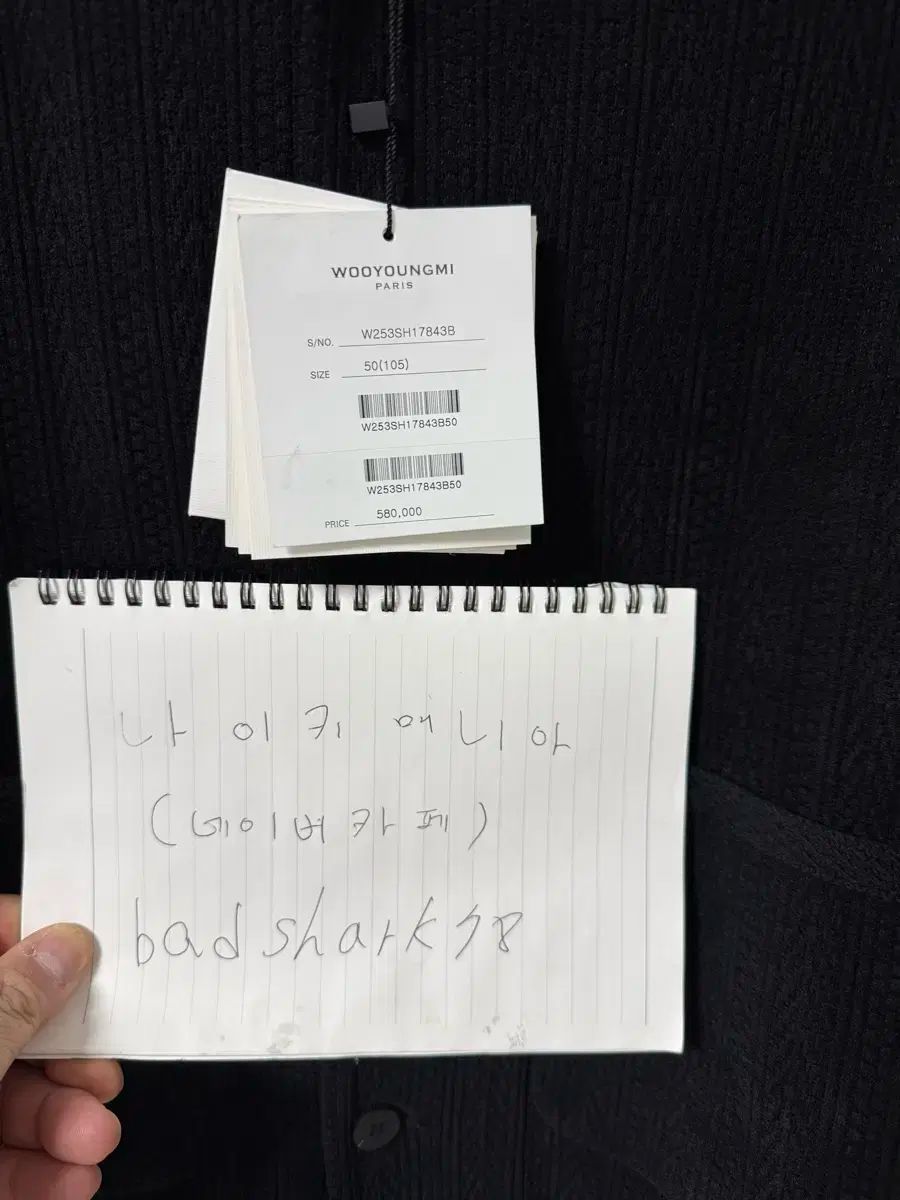 WOOYOUNGMI
PARIS
S/NO. W253SH17843B
SIZE 50(105)
W253SH17843B50
W253SH17843B50
PRICE 580,000
나이키매니아
(네이버카페)
badshark78